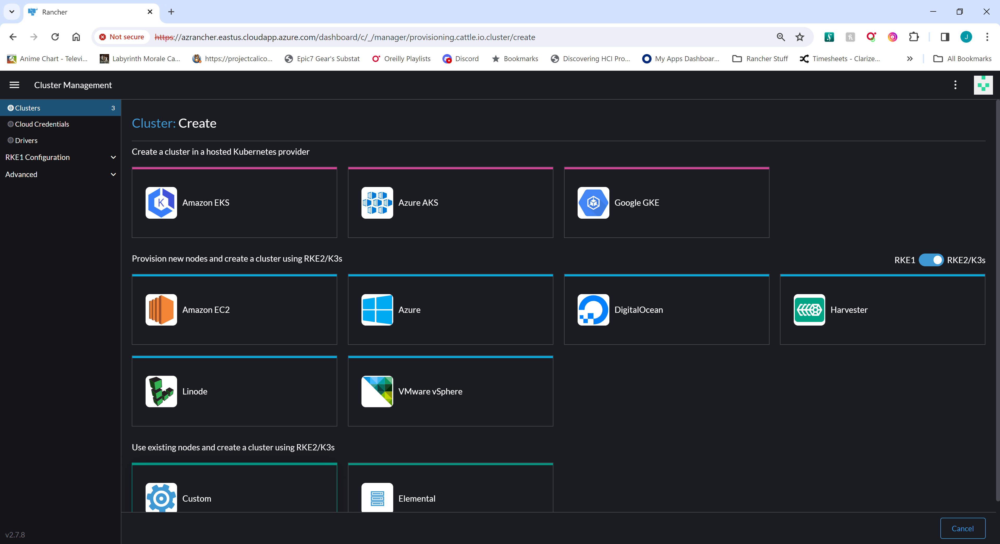 Rancher
Not secure
https://azrancher.eastus.cloudapp.azure.com/dashboard/c/_/manager/provisioning.cattle.io.cluster/create
J
Anime Chart - Televi...
E7X
Labyrinth Morale Ca...
https://projectcalico...
Epic7 Gear's Substat
Oreilly Playlists
Discord
Bookmarks
Discovering HCI Pro...
My Apps Dashboar...
Rancher Stuff
Timesheets - Clarize...
All Bookmarks
Cluster Management
Clusters 3
Cloud Credentials
Drivers
RKE1 Configuration
Advanced
v2.7.8
Cluster: Create
Create a cluster in a hosted Kubernetes provider
K
Amazon EKS
Azure AKS
Google GKE
Provision new nodes and create a cluster using RKE2/K3s
RKE1 RKE2/K3s
Amazon EC2
Azure
DigitalOcean
Harvester
Linode
VMware vSphere
Use existing nodes and create a cluster using RKE2/K3s
Custom
Elemental
Cancel